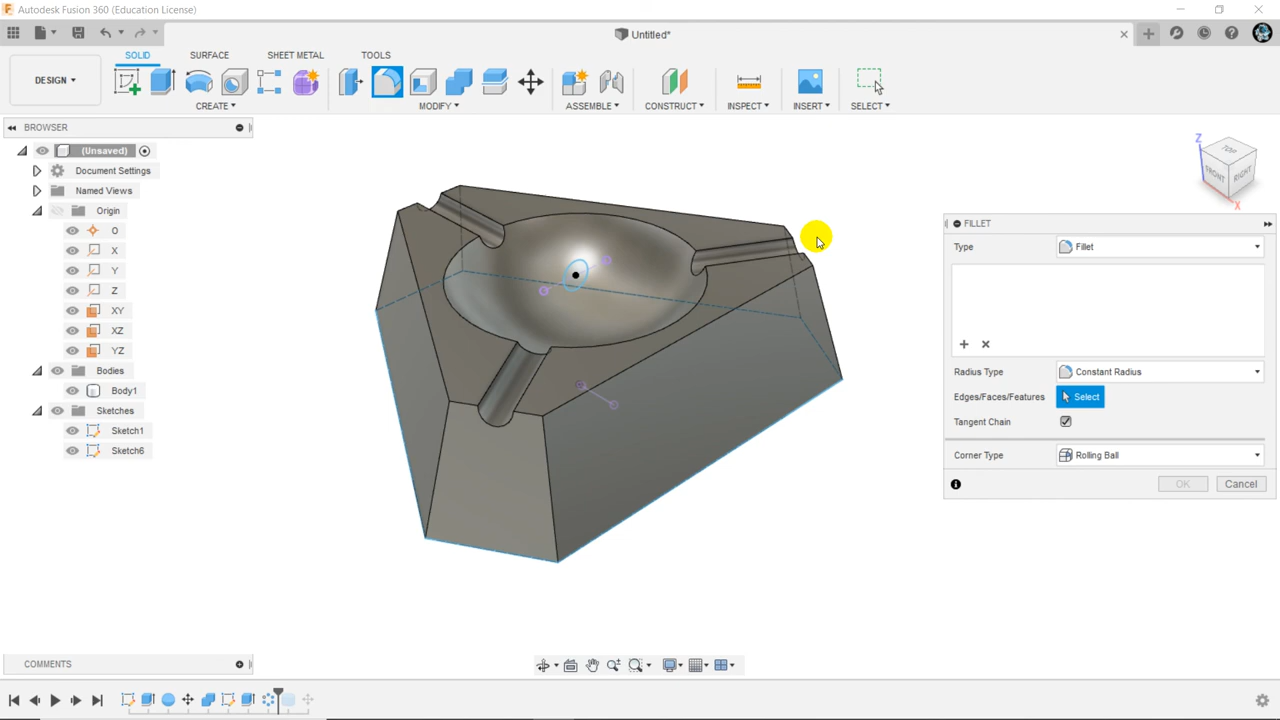 Autodesk Fusion 360 (Education License)
Untitled*
SOLID SURFACE SHEET METAL TOOLS
DESIGN ▾
CREATE ▾ MODIFY ▾ ASSEMBLE ▾ CONSTRUCT ▾ INSPECT ▾ INSERT ▾ SELECT ▾
BROWSER
(Unsaved)
Document Settings
Named Views
Origin
O
X
Y
Z
XY
XZ
YZ
Bodies
Body1
Sketches
Sketch1
Sketch6
Z
TOP
FRONT
RIGHT
X
FILLET
Type Fillet
Radius Type Constant Radius
Edges/Faces/Features Select
Tangent Chain
Corner Type Rolling Ball
OK Cancel
COMMENTS